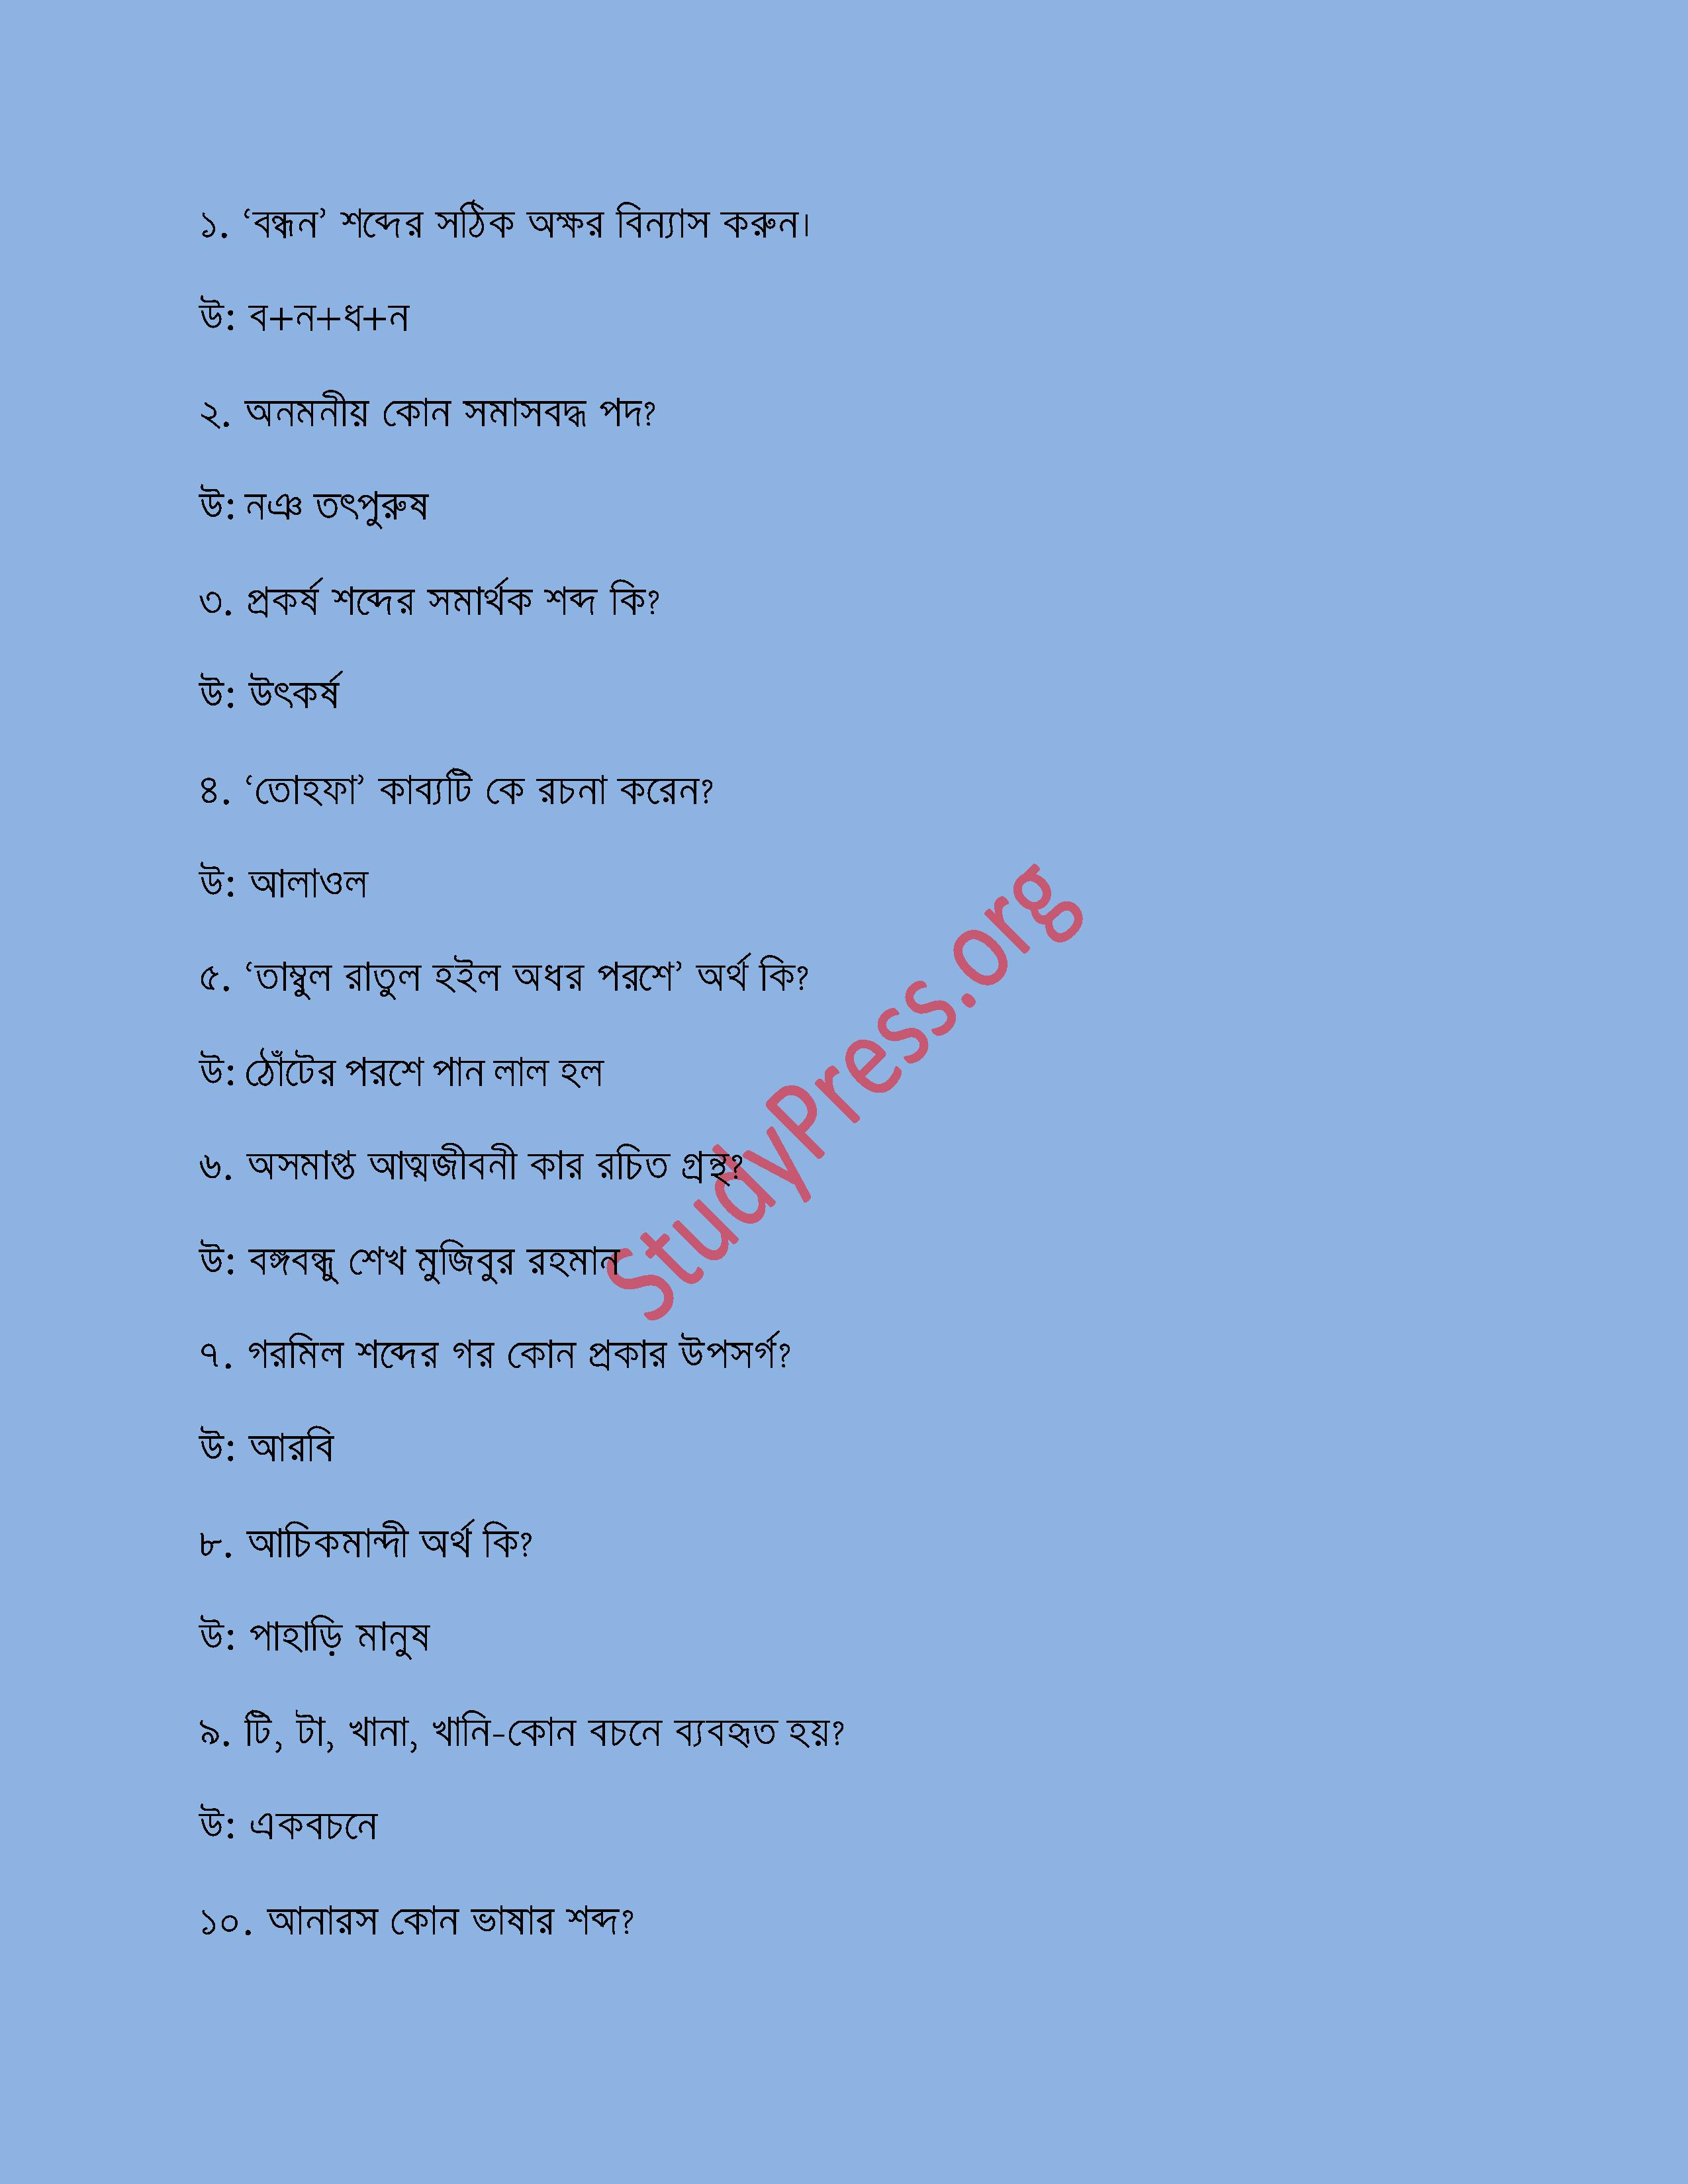 ১. ‘বন্ধন’ শব্দের সঠিক অক্ষর বিন্যাস করুন।
উ: ব+ন+ধ+ন
২. অনমনীয় কোন সমাসবদ্ধ পদ?
উ: নঞ তৎপুরুষ
৩. প্রকর্ষ শব্দের সমার্থক শব্দ কি?
উ: উৎকর্ষ
৪. ‘তোহফা’ কাব্যটি কে রচনা করেন?
উ: আলাওল
৫. ‘তাম্বুল রাতুল হইল অধর পরশে’ অর্থ কি?
উ: ঠোঁটের পরশে পান লাল হল
৬. অসমাপ্ত আত্মজীবনী কার রচিত গ্রন্থ?
উ: বঙ্গবন্ধু শেখ মুজিবুর রহমান
৭. গরমিল শব্দের গর কোন প্রকার উপসর্গ?
উ: আরবি
৮. আচিকমান্দী অর্থ কি?
উ: পাহাড়ি মানুষ
৯. টি, টা, খানা, খানি-কোন বচনে ব্যবহৃত হয়?
উ: একবচনে
১০. আনারস কোন ভাষার শব্দ?
StudyPress.org